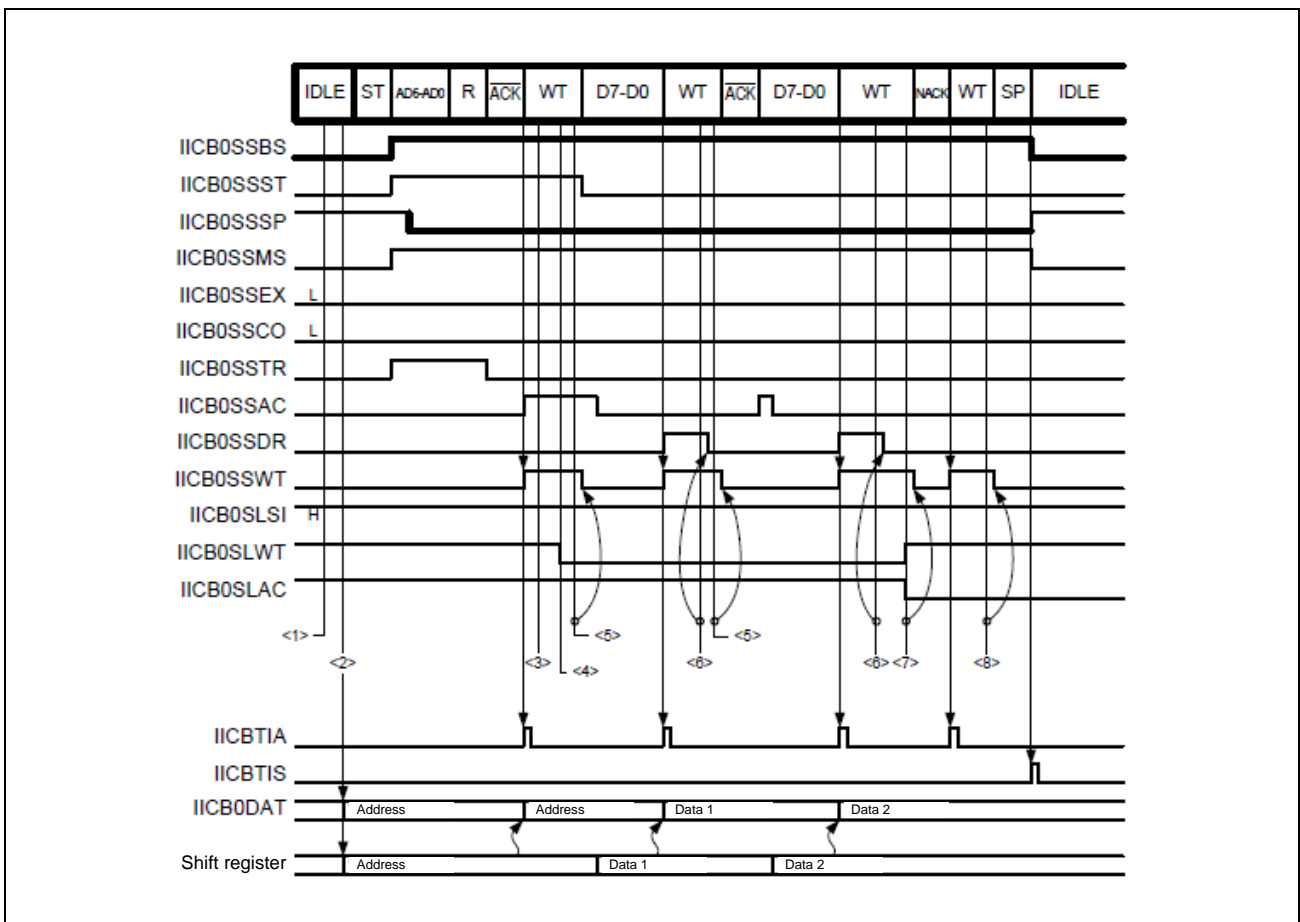 IDLE ST AD6-AD0 R ACK WT D7-D0 WT ACK D7-D0 WT NACK WT SP IDLE
IICB0SSBS
IICB0SSST
IICB0SSSP
IICB0SSMS
IICB0SSEX L
IICB0SSCO L
IICB0SSTR
IICB0SSAC
IICB0SSDR
IICB0SSWT
IICB0SLSI H
IICB0SLWT
IICB0SLAC
<1> <5> <5>
<2> <3> <6> <6> <7> <8>
<4>
IICBTIA
IICBTIS
IICB0DAT Address Address Data 1 Data 2
Shift register Address Data 1 Data 2